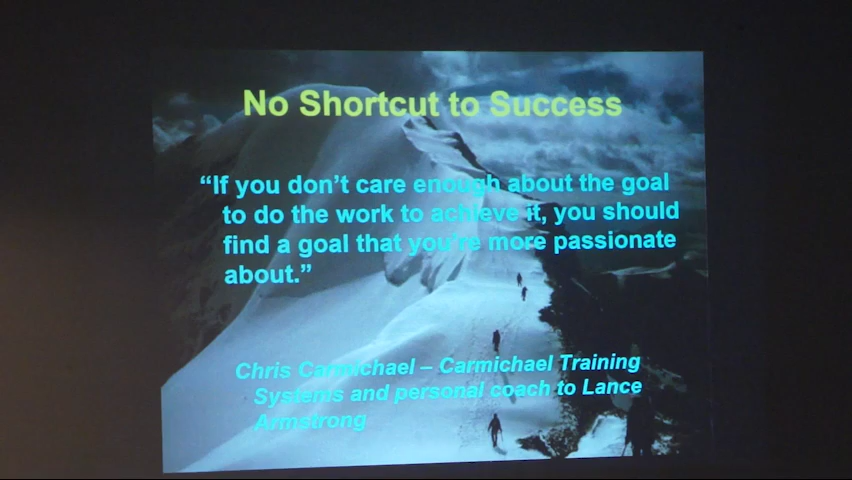 No Shortcut to Success
“If you don’t care enough about the goal
to do the work to achieve it, you should
find a goal that you’re more passionate
about.”
Chris Carmichael – Carmichael Training
Systems and personal coach to Lance
Armstrong